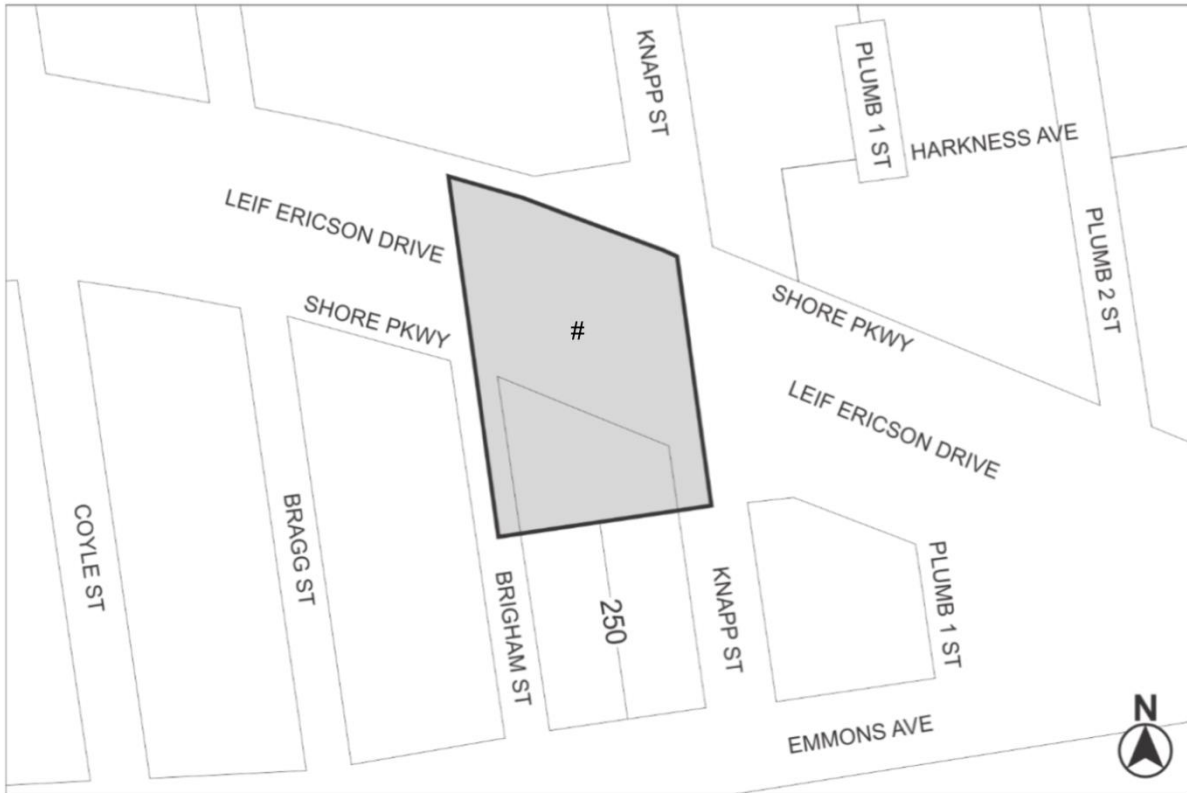 KNAPP ST
PLUMB 1 ST
HARKNESS AVE
LEIF ERICSON DRIVE
PLUMB 2 ST
SHORE PKWY
SHORE PKWY
#
LEIF ERICSON DRIVE
COYLE ST
BRAGG ST
BRIGHAM ST
250
KNAPP ST
PLUMB 1 ST
EMMONS AVE
N